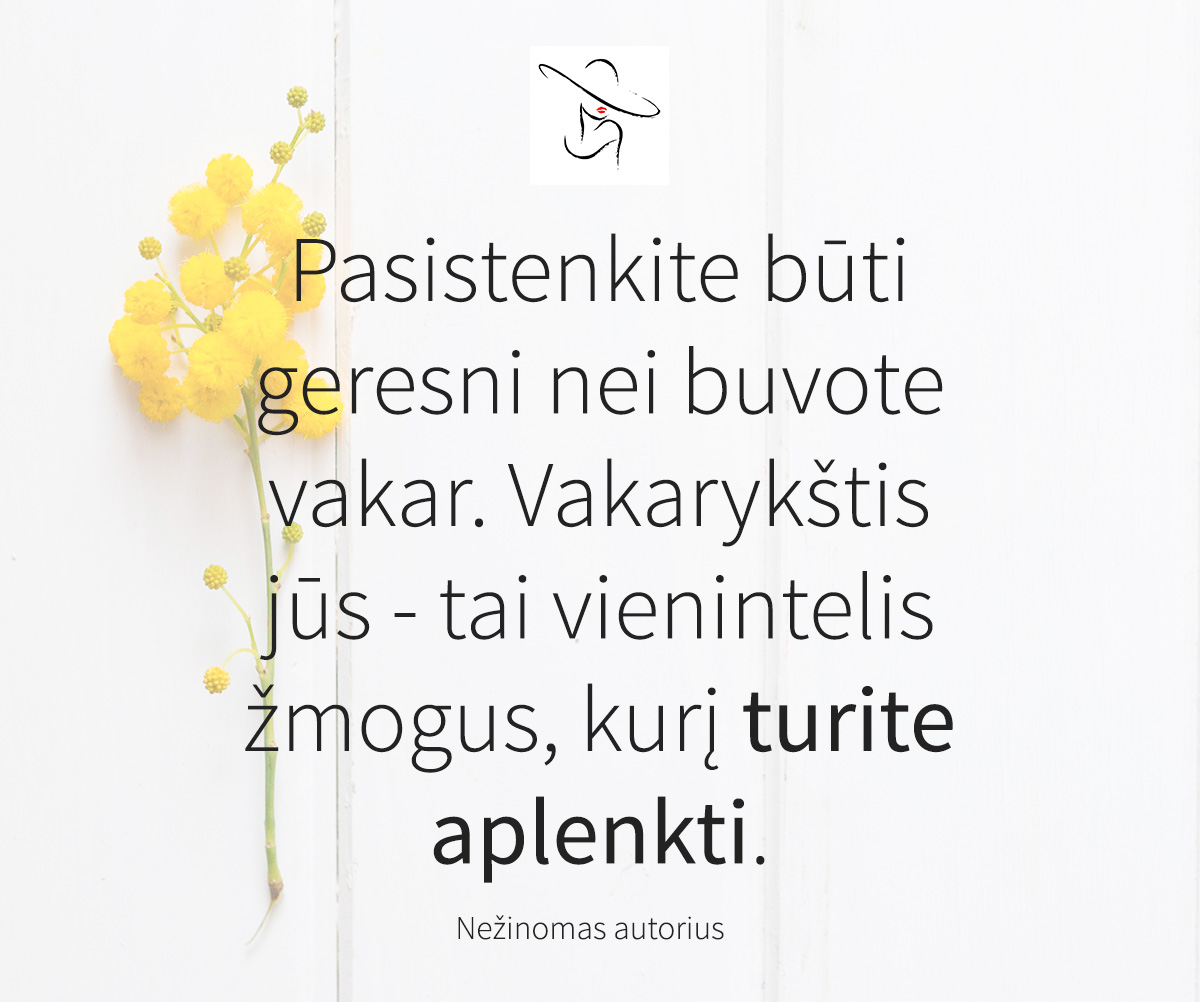 Pasistenkite būti
geresni nei buvote
vakar. Vakarykštis
jūs - tai vienintelis
žmogus, kurį turite
aplenkti.
Nežinomas autorius